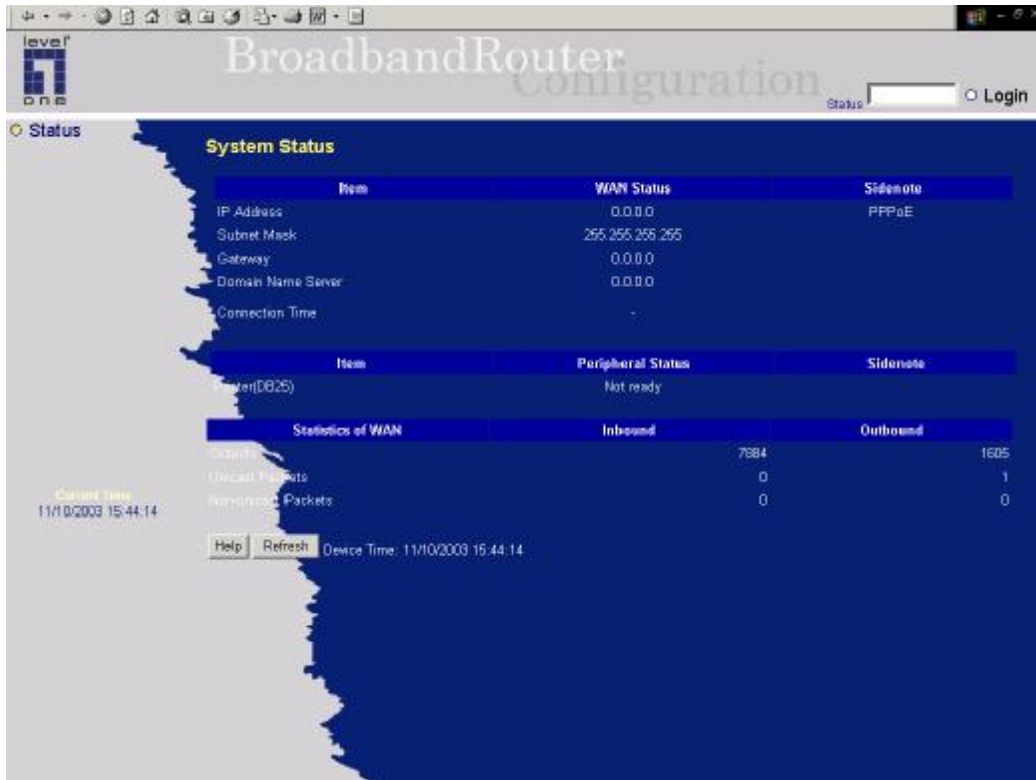 level
one
BroadbandRouter
Configuration
Status
Login
Status
System Status
Item WAN Status Sidenote
IP Address 0.0.0.0 PPPoE
Subnet Mask 255.255.255.255
Gateway 0.0.0.0
Domain Name Server 0.0.0.0
Connection Time -
Item Peripheral Status Sidenote
Printer(DB25) Not ready
Statistics of WAN Inbound Outbound
Octets 7884 1605
Unicast Packets 0 1
Packets 0 0
Current Time
11/10/2003 15:44:14
Help Refresh Device Time: 11/10/2003 15:44:14